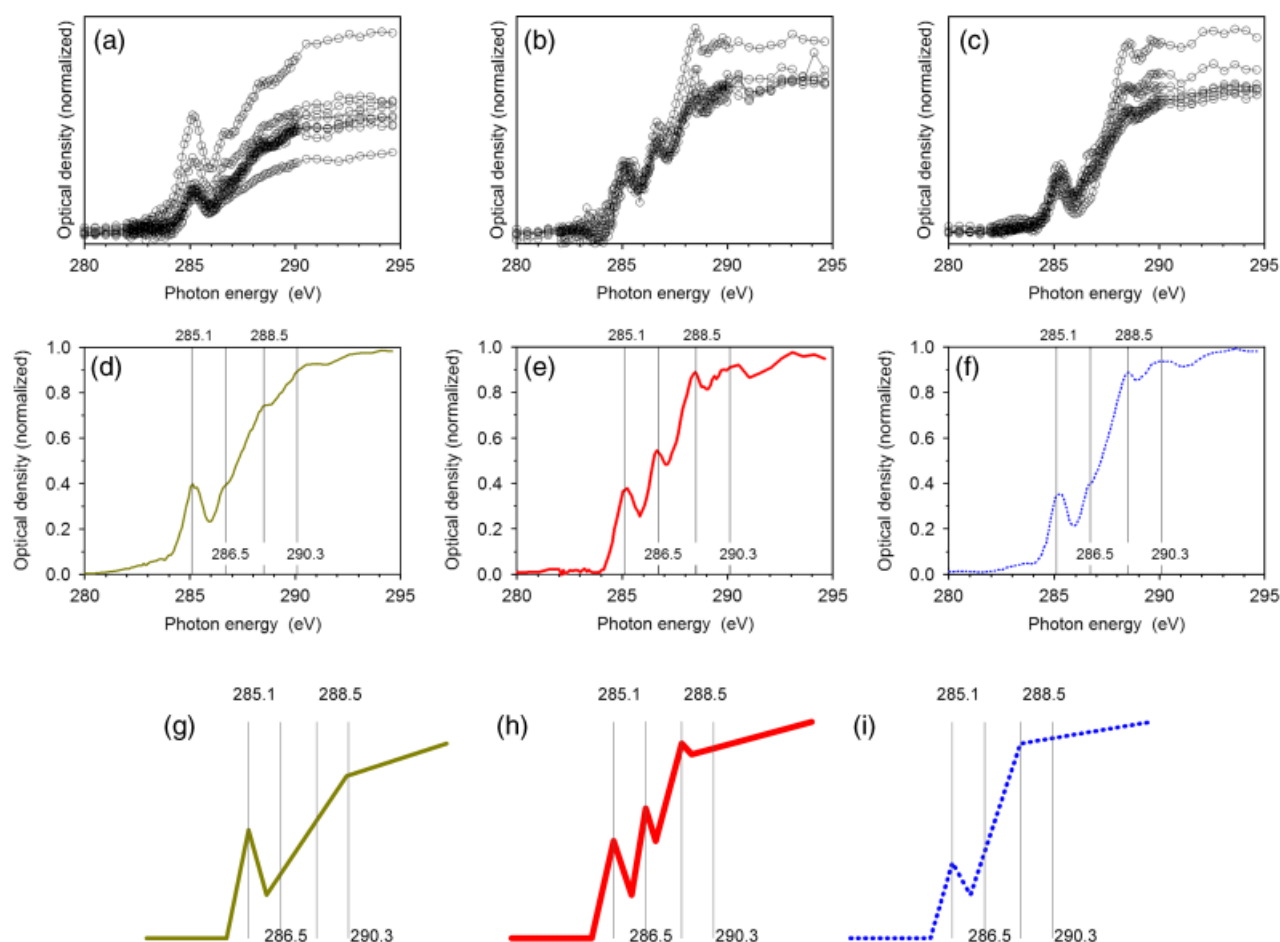 (a)
Optical density (normalized)
280 285 290 295
Photon energy (eV)
(b)
Optical density (normalized)
280 285 290 295
Photon energy (eV)
(c)
Optical density (normalized)
280 285 290 295
Photon energy (eV)
285.1 288.5
(d)
Optical density (normalized)
1.0
0.8
0.6
0.4
0.2
0.0
286.5 290.3
280 285 290 295
Photon energy (eV)
285.1 288.5
(e)
Optical density (normalized)
1.0
0.8
0.6
0.4
0.2
0.0
286.5 290.3
280 285 290 295
Photon energy (eV)
285.1 288.5
(f)
Optical density (normalized)
1.0
0.8
0.6
0.4
0.2
0.0
286.5 290.3
280 285 290 295
Photon energy (eV)
285.1 288.5
(g)
286.5 290.3
285.1 288.5
(h)
286.5 290.3
285.1 288.5
(i)
286.5 290.3